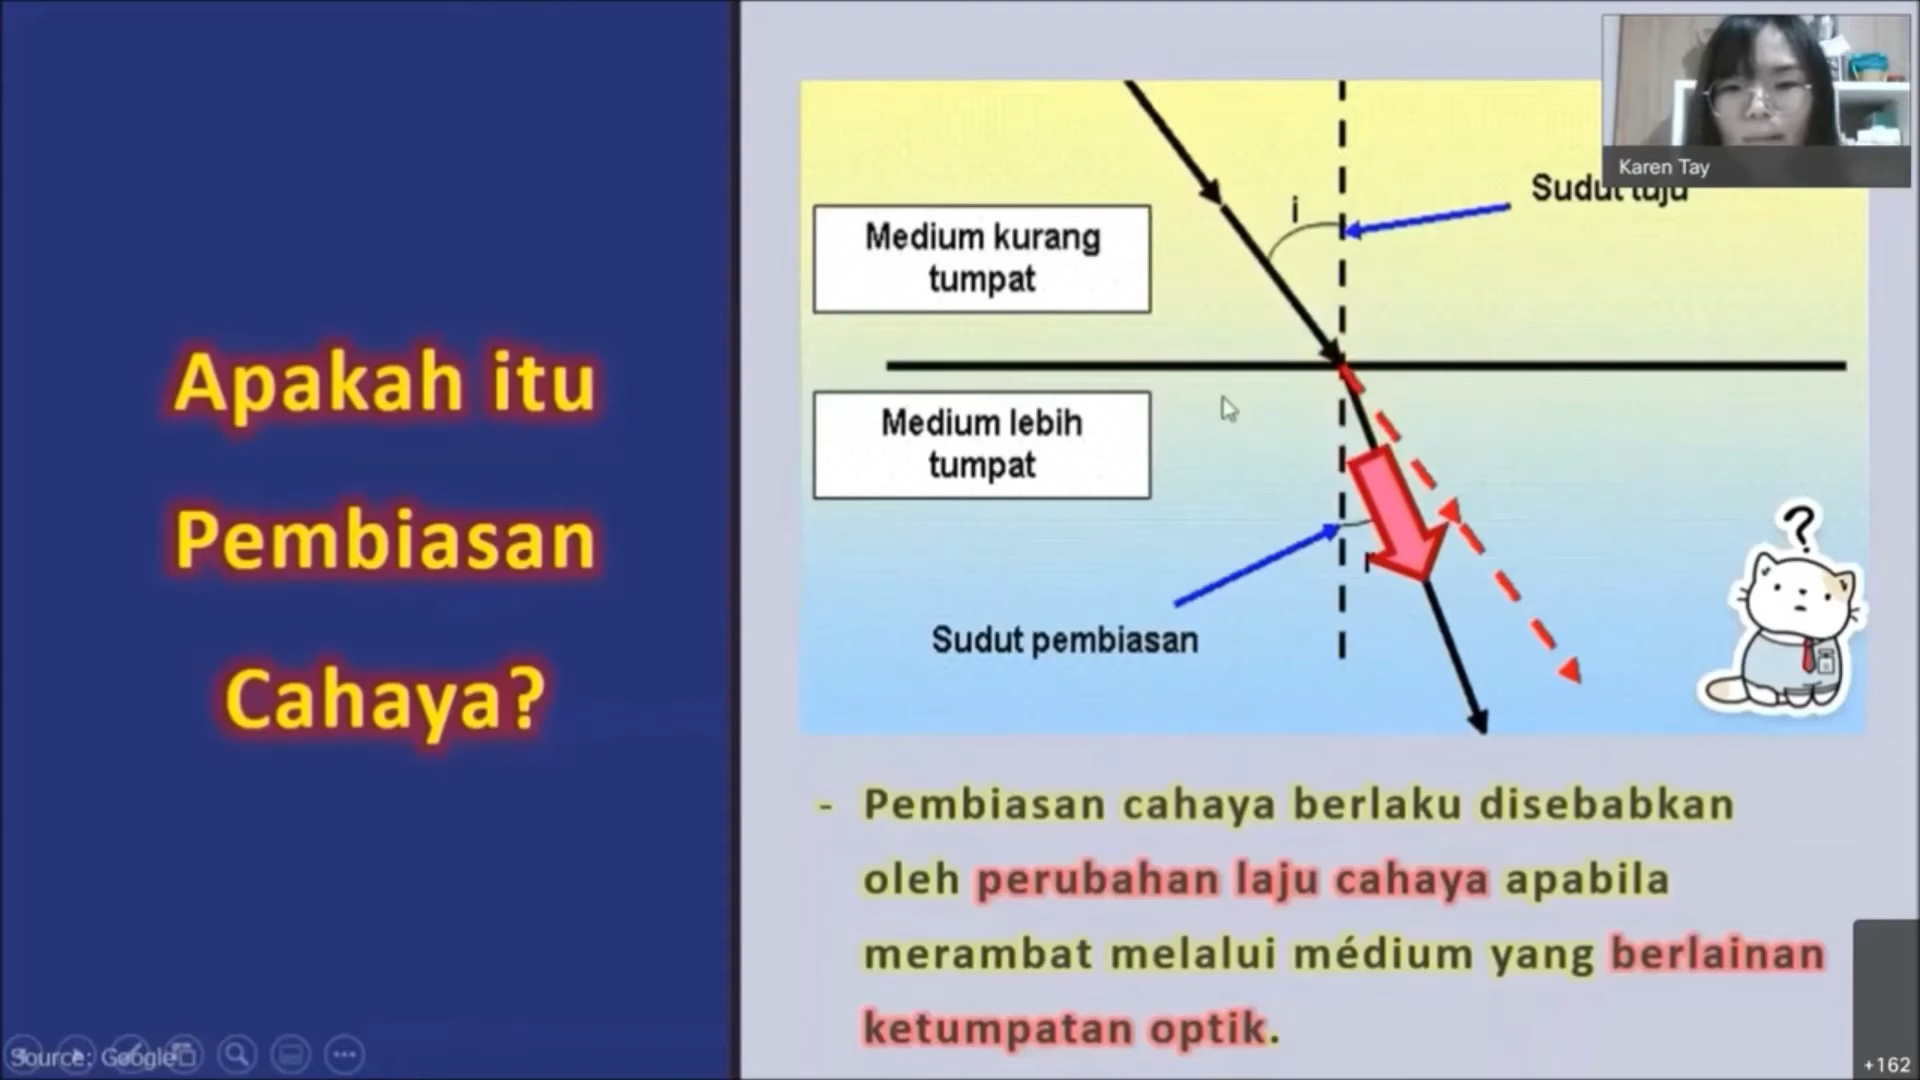 Apakah itu
Pembiasan
Cahaya?
Karen Tay
Sudut tuju
i
Medium kurang
tumpat
Medium lebih
tumpat
r
Sudut pembiasan
?
- Pembiasan cahaya berlaku disebabkan
oleh perubahan laju cahaya apabila
merambat melalui médium yang berlainan
ketumpatan optik.
Source: Google
+162